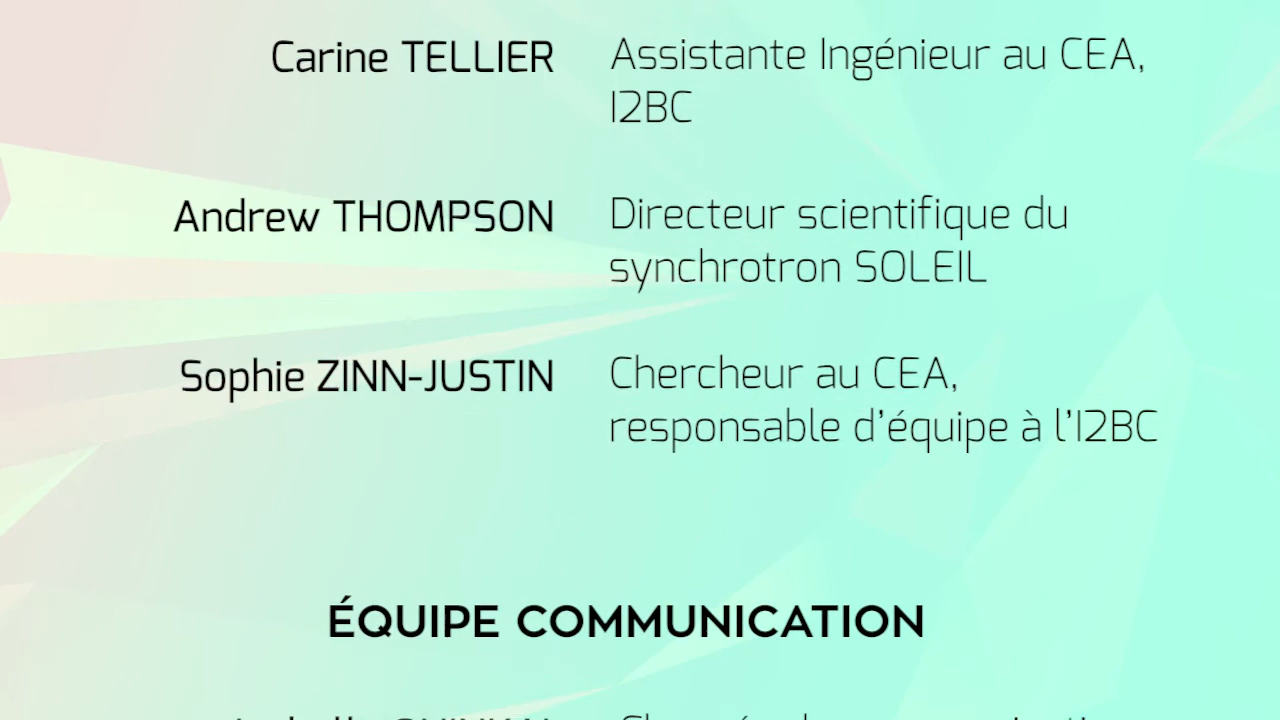 Carine TELLIER Assistante Ingénieur au CEA,
I2BC
Andrew THOMPSON Directeur scientifique du
synchrotron SOLEIL
Sophie ZINN-JUSTIN Chercheur au CEA,
responsable d’équipe à l’I2BC
ÉQUIPE COMMUNICATION